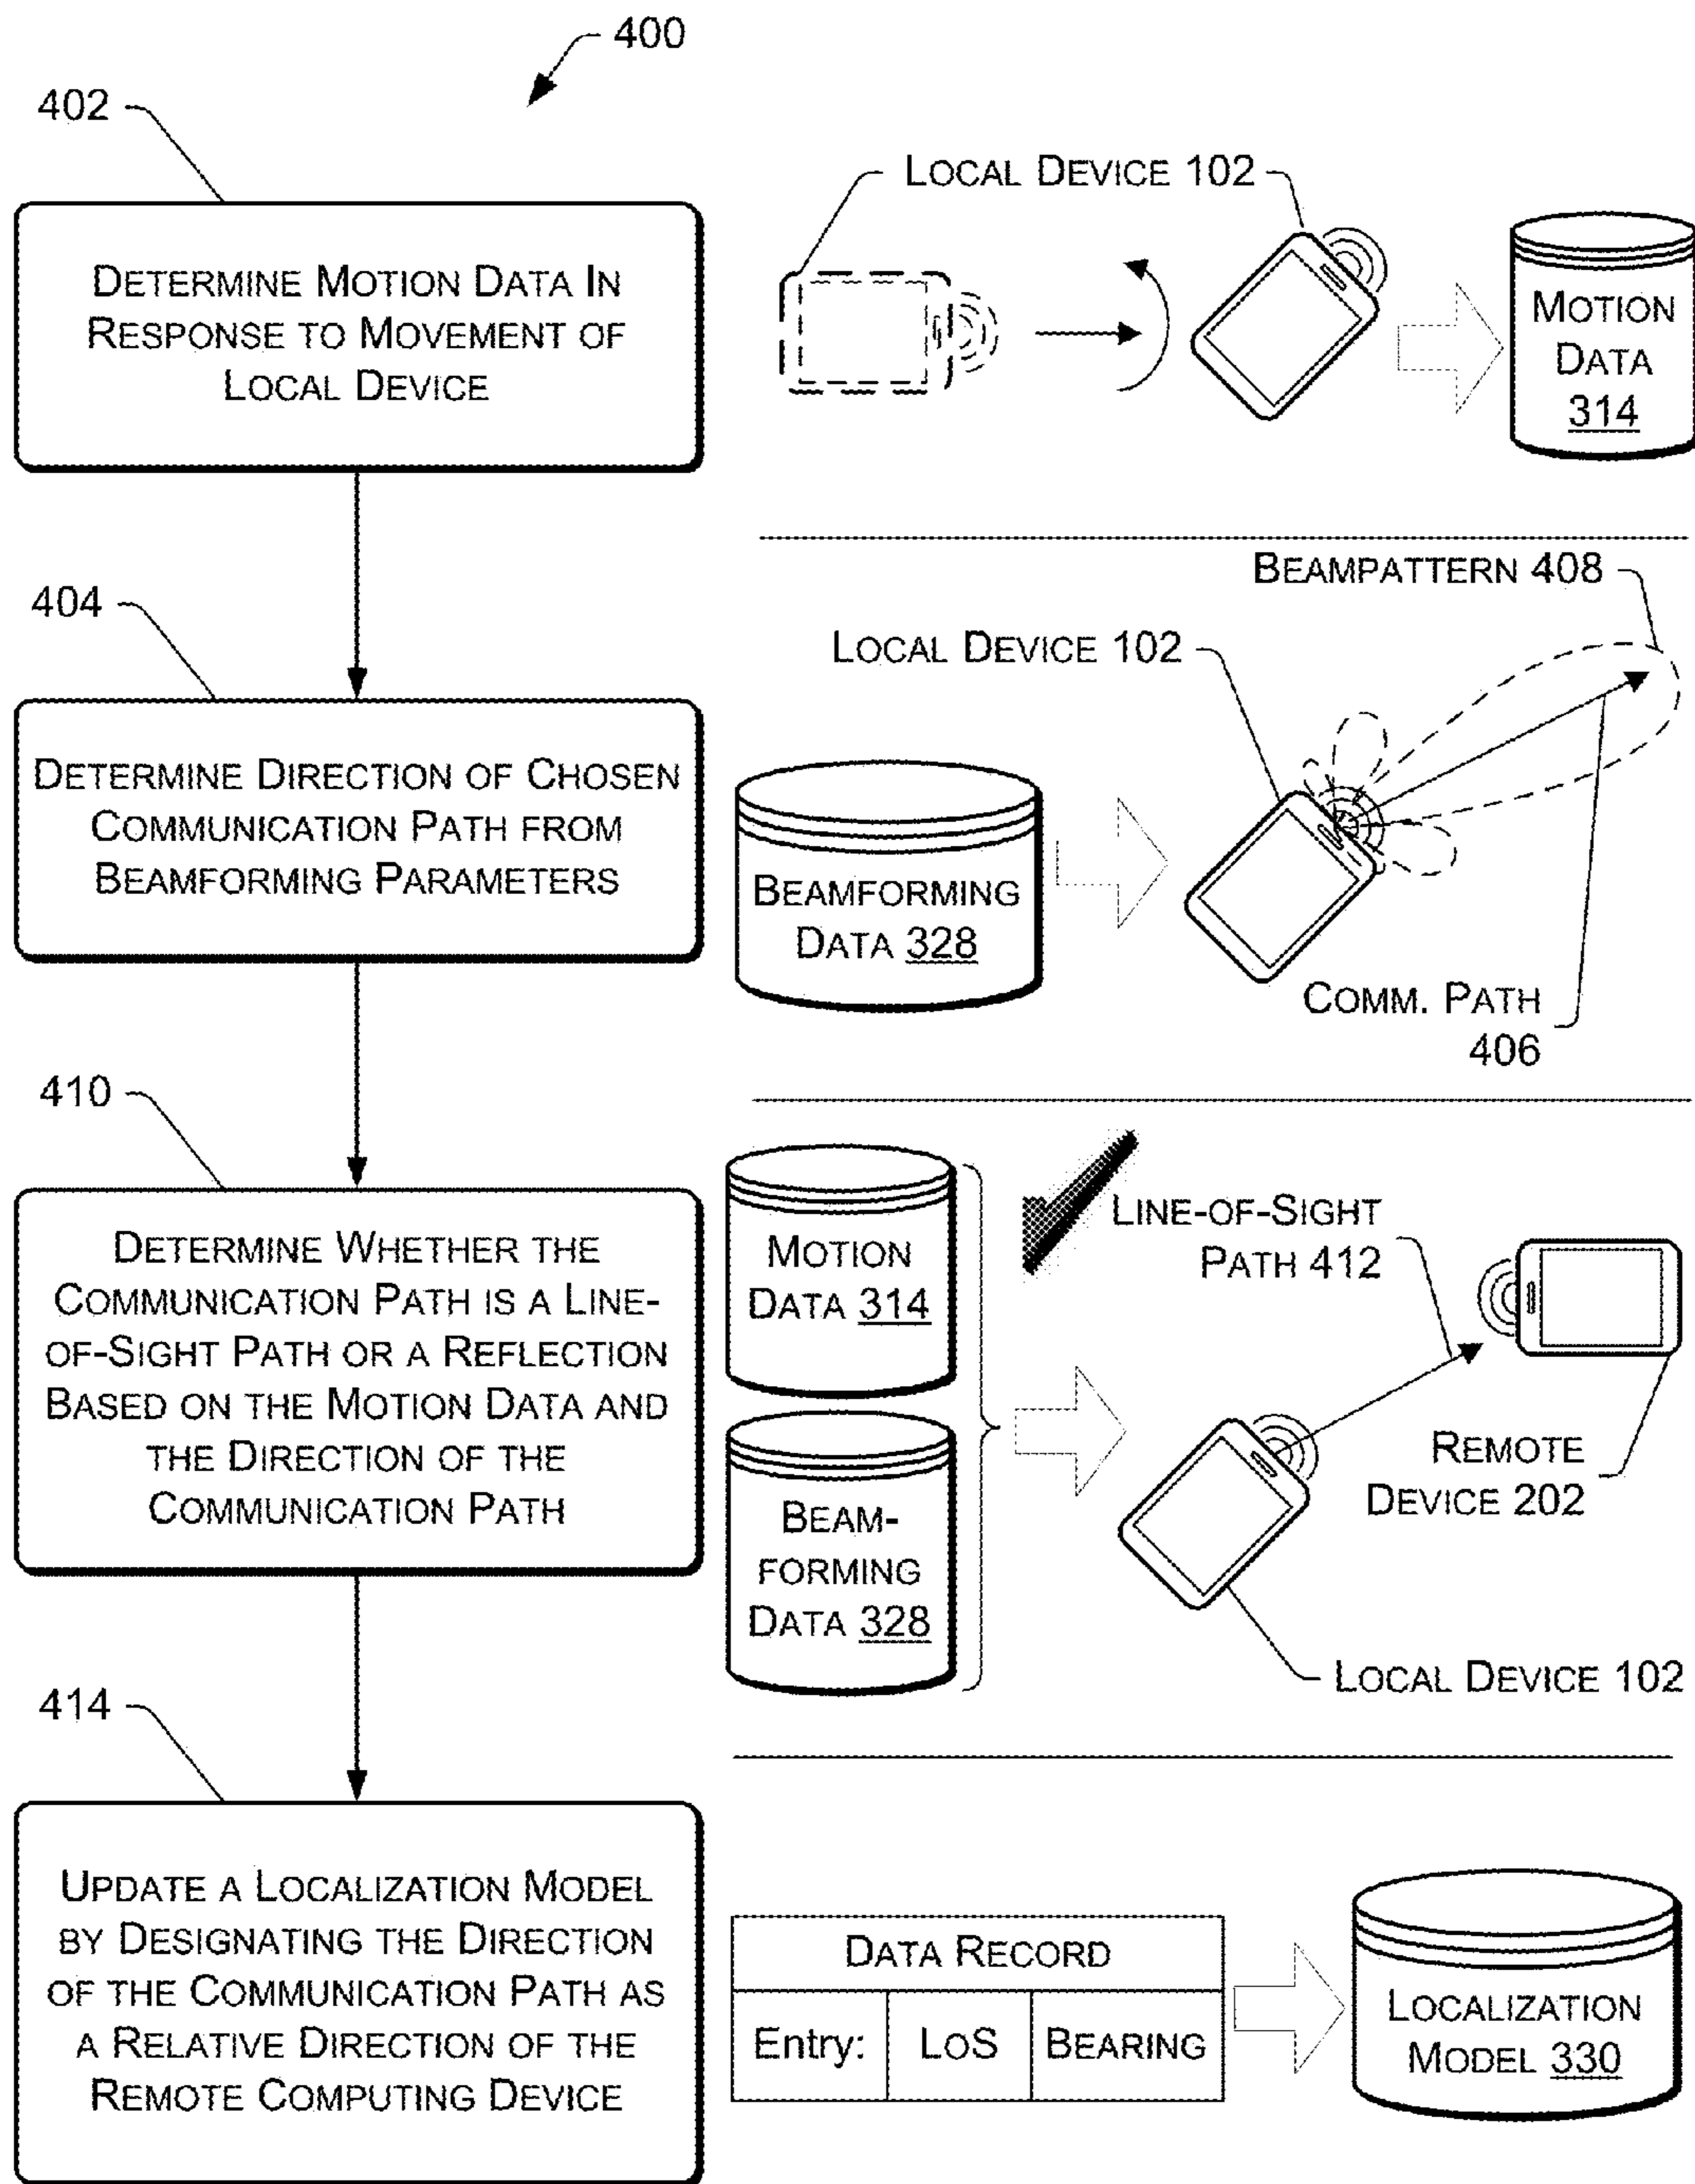 400
402
DETERMINE MOTION DATA IN
RESPONSE TO MOVEMENT OF
LOCAL DEVICE
LOCAL DEVICE 102
MOTION
DATA
314
404
DETERMINE DIRECTION OF CHOSEN
COMMUNICATION PATH FROM
BEAMFORMING PARAMETERS
BEAMPATTERN 408
LOCAL DEVICE 102
BEAMFORMING
DATA 328
COMM. PATH
406
410
DETERMINE WHETHER THE
COMMUNICATION PATH IS A LINE-
OF-SIGHT PATH OR A REFLECTION
BASED ON THE MOTION DATA AND
THE DIRECTION OF THE
COMMUNICATION PATH
MOTION
DATA 314
BEAM-
FORMING
DATA 328
LINE-OF-SIGHT
PATH 412
REMOTE
DEVICE 202
LOCAL DEVICE 102
414
UPDATE A LOCALIZATION MODEL
BY DESIGNATING THE DIRECTION
OF THE COMMUNICATION PATH AS
A RELATIVE DIRECTION OF THE
REMOTE COMPUTING DEVICE
DATA RECORD
Entry: LOS BEARING
LOCALIZATION
MODEL 330